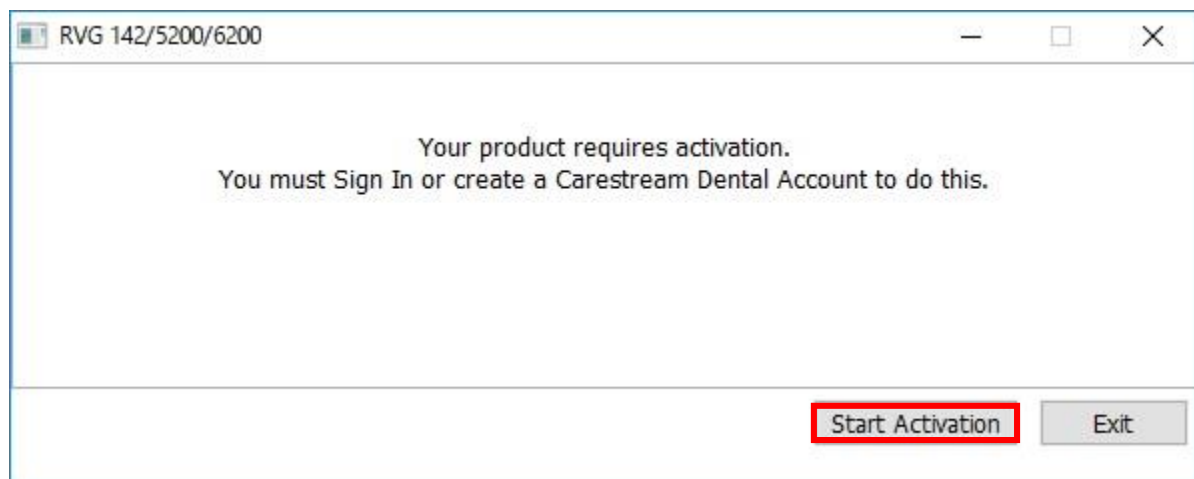 RVG 142/5200/6200
Your product requires activation.
You must Sign In or create a Carestream Dental Account to do this.
Start Activation
Exit